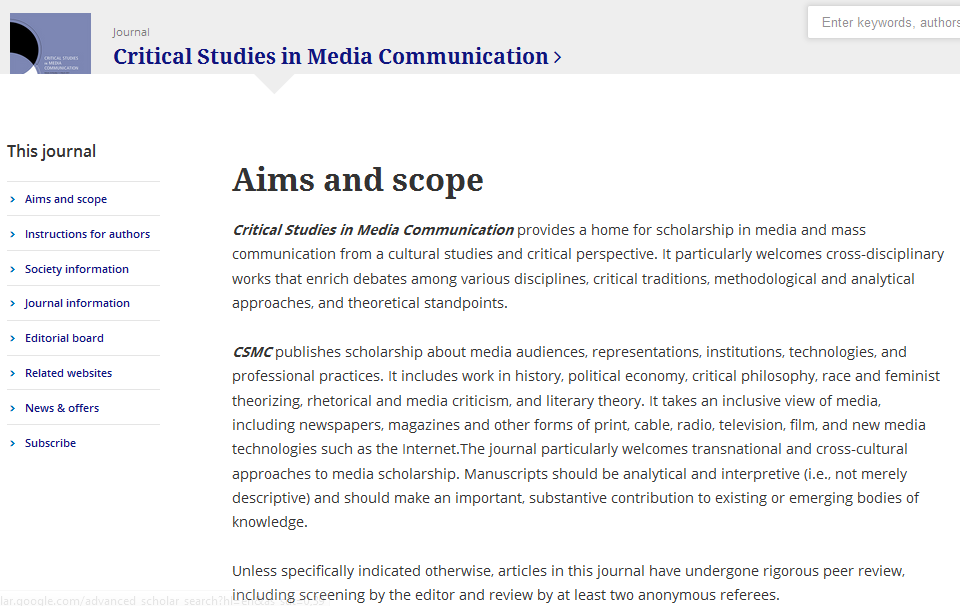 Journal
Critical Studies in Media Communication >
Enter keywords, authors
CRITICAL STUDIES
in MEDIA
COMMUNICATION
This journal
Aims and scope
Instructions for authors
Society information
Journal information
Editorial board
Related websites
News & offers
Subscribe
Aims and scope
Critical Studies in Media Communication provides a home for scholarship in media and mass
communication from a cultural studies and critical perspective. It particularly welcomes cross-disciplinary
works that enrich debates among various disciplines, critical traditions, methodological and analytical
approaches, and theoretical standpoints.
CSMC publishes scholarship about media audiences, representations, institutions, technologies, and
professional practices. It includes work in history, political economy, critical philosophy, race and feminist
theorizing, rhetorical and media criticism, and literary theory. It takes an inclusive view of media,
including newspapers, magazines and other forms of print, cable, radio, television, film, and new media
technologies such as the Internet.The journal particularly welcomes transnational and cross-cultural
approaches to media scholarship. Manuscripts should be analytical and interpretive (i.e., not merely
descriptive) and should make an important, substantive contribution to existing or emerging bodies of
knowledge.
Unless specifically indicated otherwise, articles in this journal have undergone rigorous peer review,
including screening by the editor and review by at least two anonymous referees.